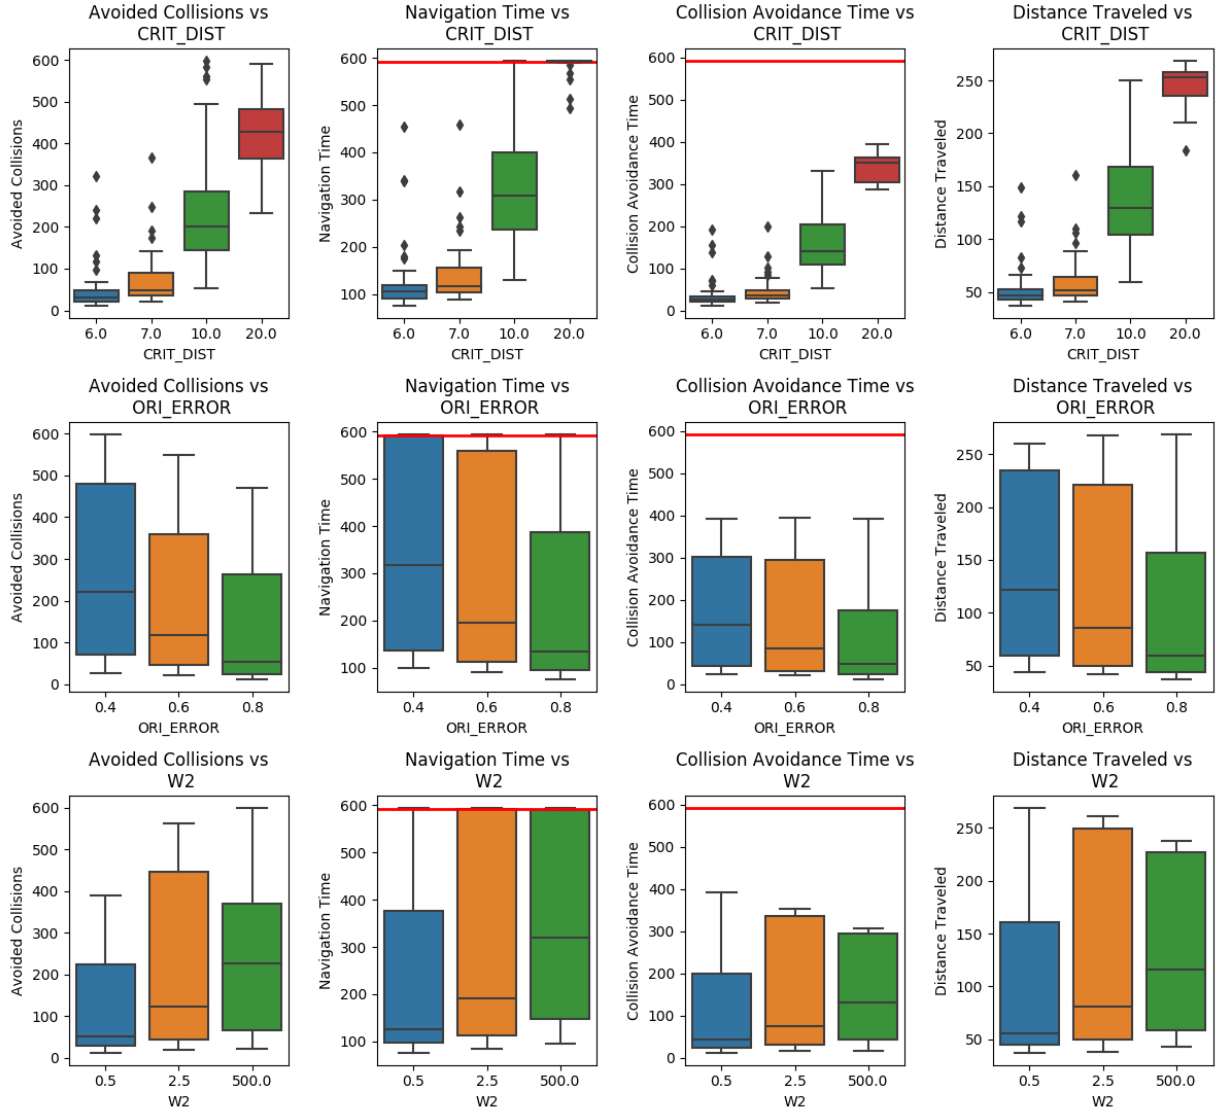 Avoided Collisions vs
CRIT_DIST
600
500
400
300
200
100
0
Avoided Collisions
6.0 7.0 10.0 20.0
CRIT_DIST
Navigation Time vs
CRIT_DIST
600
500
400
300
200
100
Navigation Time
6.0 7.0 10.0 20.0
CRIT_DIST
Collision Avoidance Time vs
CRIT_DIST
600
500
400
300
200
100
0
Collision Avoidance Time
6.0 7.0 10.0 20.0
CRIT_DIST
Distance Traveled vs
CRIT_DIST
250
200
150
100
50
Distance Traveled
6.0 7.0 10.0 20.0
CRIT_DIST
Avoided Collisions vs
ORI_ERROR
600
500
400
300
200
100
0
Avoided Collisions
0.4 0.6 0.8
ORI_ERROR
Navigation Time vs
ORI_ERROR
600
500
400
300
200
100
Navigation Time
0.4 0.6 0.8
ORI_ERROR
Collision Avoidance Time vs
ORI_ERROR
600
500
400
300
200
100
0
Collision Avoidance Time
0.4 0.6 0.8
ORI_ERROR
Distance Traveled vs
ORI_ERROR
250
200
150
100
50
Distance Traveled
0.4 0.6 0.8
ORI_ERROR
Avoided Collisions vs
W2
600
500
400
300
200
100
0
Avoided Collisions
0.5 2.5 500.0
W2
Navigation Time vs
W2
600
500
400
300
200
100
Navigation Time
0.5 2.5 500.0
W2
Collision Avoidance Time vs
W2
600
500
400
300
200
100
0
Collision Avoidance Time
0.5 2.5 500.0
W2
Distance Traveled vs
W2
250
200
150
100
50
Distance Traveled
0.5 2.5 500.0
W2